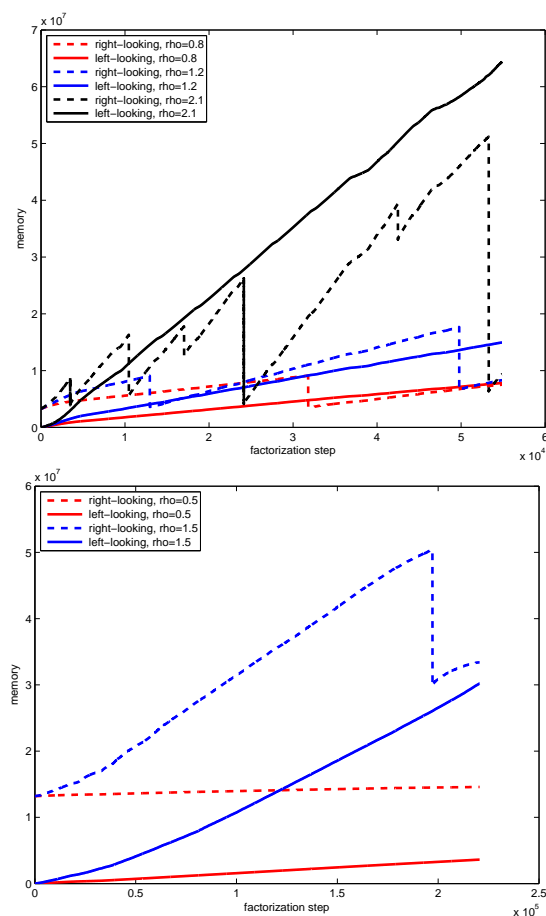 x 10^7
7
6
5
4
3
2
1
0
memory
right-looking, rho=0.8
left-looking, rho=0.8
right-looking, rho=1.2
left-looking, rho=1.2
right-looking, rho=2.1
left-looking, rho=2.1
0 1 2 3 4 5 6
factorization step
x 10^4
x 10^7
6
5
4
3
2
1
0
memory
right-looking, rho=0.5
left-looking, rho=0.5
right-looking, rho=1.5
left-looking, rho=1.5
0 0.5 1 1.5 2 2.5
factorization step
x 10^5